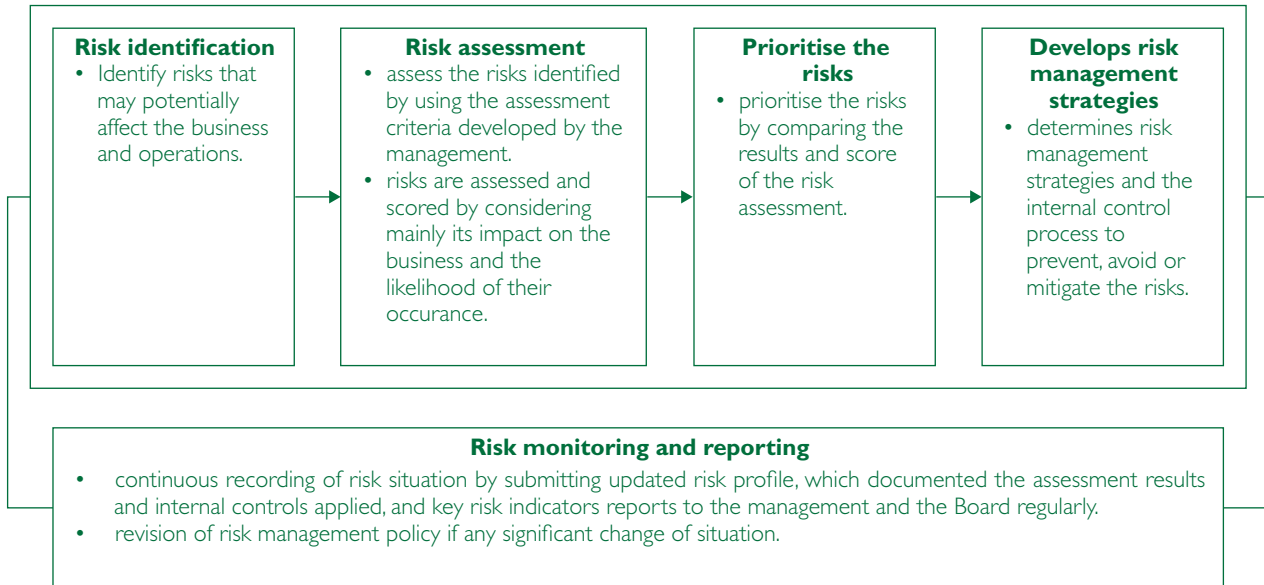 Risk identification
• Identify risks that
may potentially
affect the business
and operations.
Risk assessment
• assess the risks identified
by using the assessment
criteria developed by the
management.
• risks are assessed and
scored by considering
mainly its impact on the
business and the
likelihood of their
occurance.
Prioritise the
risks
• prioritise the risks
by comparing the
results and score
of the risk
assessment.
Develops risk
management
strategies
• determines risk
management
strategies and the
internal control
process to
prevent, avoid or
mitigate the risks.
Risk monitoring and reporting
• continuous recording of risk situation by submitting updated risk profile, which documented the assessment results
and internal controls applied, and key risk indicators reports to the management and the Board regularly.
• revision of risk management policy if any significant change of situation.